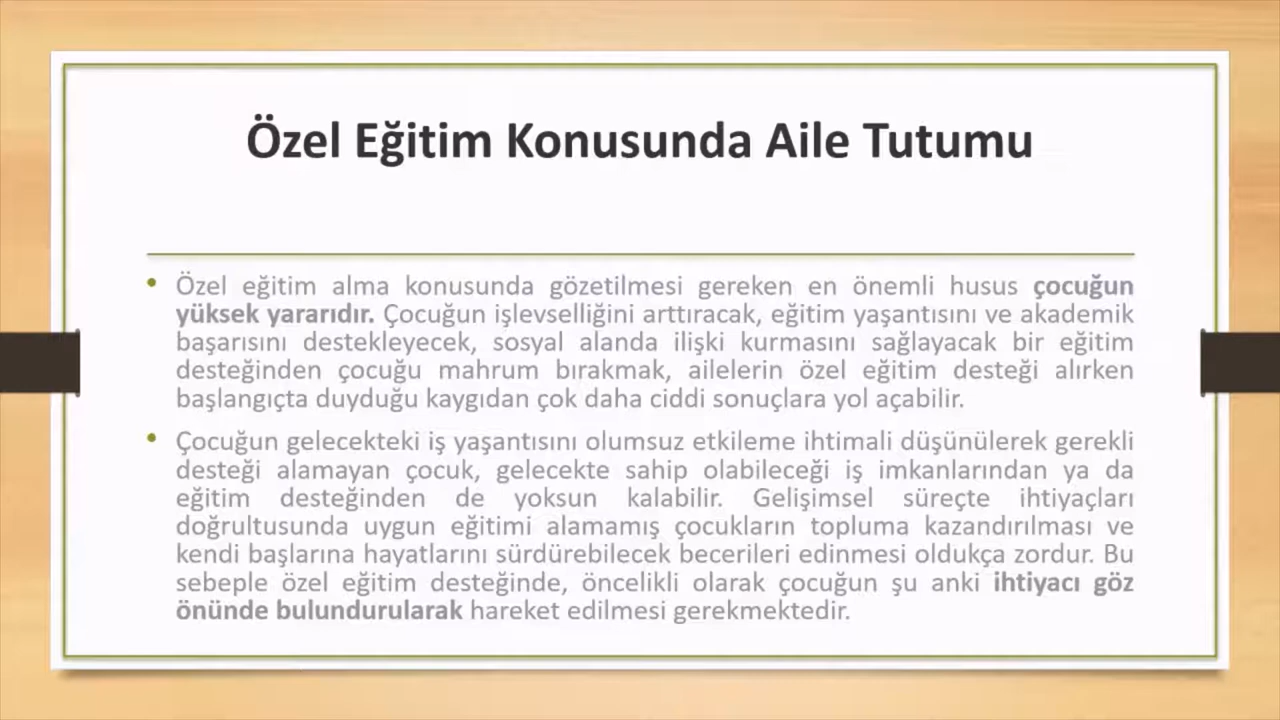 Özel Eğitim Konusunda Aile Tutumu
• Özel eğitim alma konusunda gözetilmesi gereken en önemli husus çocuğun
yüksek yararıdır. Çocuğun işlevselliğini arttıracak, eğitim yaşantısını ve akademik
başarısını destekleyecek, sosyal alanda ilişki kurmasını sağlayacak bir eğitim
desteğinden çocuğu mahrum bırakmak, ailelerin özel eğitim desteği alırken
başlangıçta duyduğu kaygıdan çok daha ciddi sonuçlara yol açabilir.
• Çocuğun gelecekteki iş yaşantısını olumsuz etkileme ihtimali düşünülerek gerekli
desteği alamayan çocuk, gelecekte sahip olabileceği iş imkanlarından ya da
eğitim desteğinden de yoksun kalabilir. Gelişimsel süreçte ihtiyaçları
doğrultusunda uygun eğitimi alamamış çocukların topluma kazandırılması ve
kendi başlarına hayatlarını sürdürebilecek becerileri edinmesi oldukça zordur. Bu
sebeple özel eğitim desteğinde, öncelikli olarak çocuğun şu anki ihtiyacı göz
önünde bulundurularak hareket edilmesi gerekmektedir.